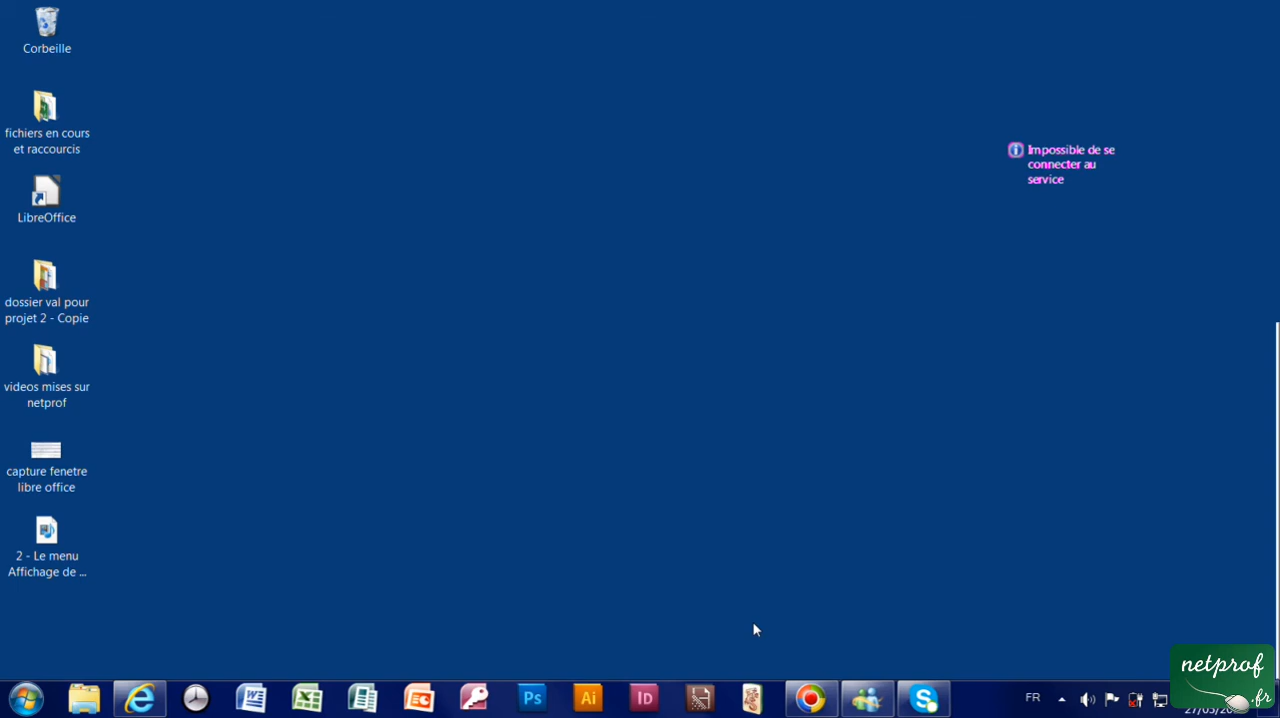 Corbeille
fichiers en cours
et raccourcis
LibreOffice
dossier val pour
projet 2 - Copie
videos mises sur
netprof
capture fenetre
libre office
2 - Le menu
Affichage de ...
Impossible de se
connecter au
service
Ps
Ai
ID
FR
netprof
.fr